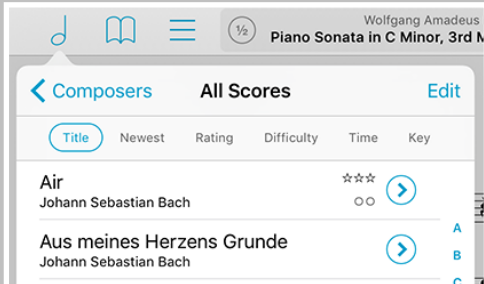 ½
Wolfgang Amadeus
Piano Sonata in C Minor, 3rd
Composers
All Scores
Edit
Title Newest Rating Difficulty Time Key
Air
Johann Sebastian Bach
A
Aus meines Herzens Grunde
B
Johann Sebastian Bach
C